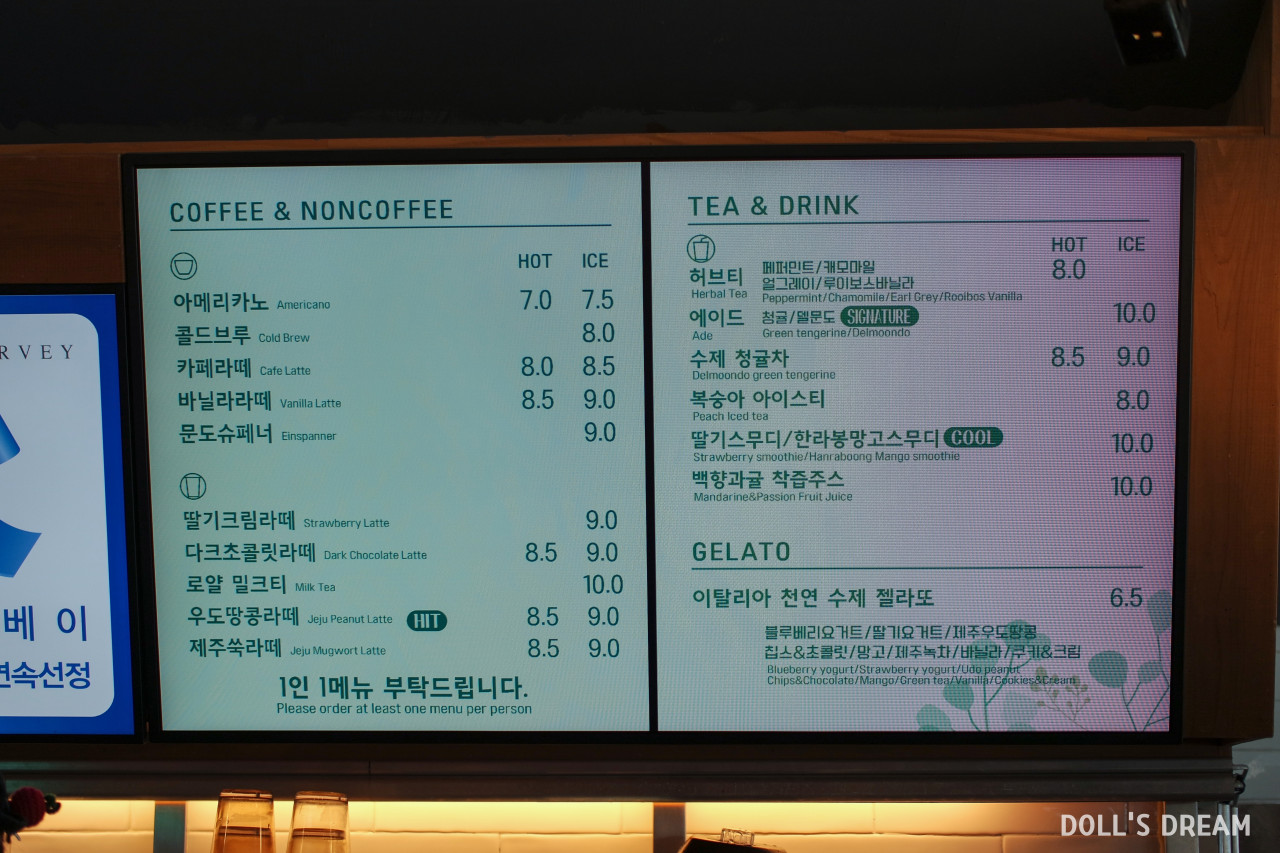 RVEY
베 이
연속선정
COFFEE & NONCOFFEE
HOT ICE
아메리카노 Americano 7.0 7.5
콜드브루 Cold Brew 8.0
카페라떼 Cafe Latte 8.0 8.5
바닐라라떼 Vanilla Latte 8.5 9.0
문도슈페너 Einspanner 9.0
딸기크림라떼 Strawberry Latte 9.0
다크초콜릿라떼 Dark Chocolate Latte 8.5 9.0
로얄 밀크티 Milk Tea 10.0
우도땅콩라떼 Jeju Peanut Latte HIT 8.5 9.0
제주쑥라떼 Jeju Mugwort Latte 8.5 9.0
1인 1메뉴 부탁드립니다.
Please order at least one menu per person
TEA & DRINK
HOT ICE
허브티 페퍼민트/캐모마일 8.0
얼그레이/루이보스바닐라
Herbal Tea Peppermint/Chamomile/Earl Grey/Rooibos Vanilla
에이드 청귤/델문도 SIGNATURE 10.0
Ade Green tengerine/Delmoondo
수제 청귤차 8.5 9.0
Delmoondo green tengerine
복숭아 아이스티 8.0
Peach Iced tea
딸기스무디/한라봉망고스무디 COOL 10.0
Strawberry smoothie/Hanraboong Mango smoothie
백향과귤 착즙주스 10.0
Mandarine&Passion Fruit Juice
GELATO
이탈리아 천연 수제 젤라또 6.5
블루베리요거트/딸기요거트/제주우도땅콩
칩스&초콜릿/망고/제주녹차/바닐라/쿠키&크림
Blueberry yogurt/Strawberry yogurt/Udo peanut
Chips&Chocolate/Mango/Green tea/Vanilla/Cookies&Cream
DOLL'S DREAM